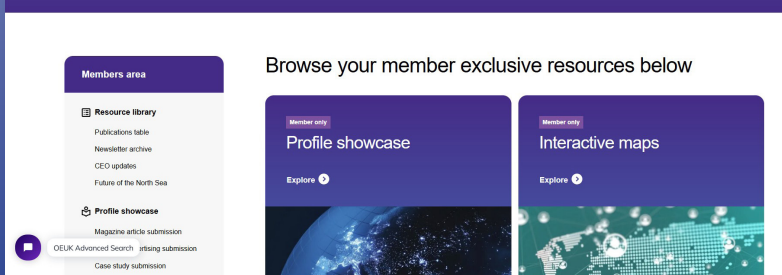 Browse your member exclusive resources below
Members area
Resource library
Publications table
Newsletter archive
CEO updates
Future of the North Sea
Profile showcase
Magazine article submission
rtising submission
Case study submission
OEUK Advanced Search
Member only
Profile showcase
Explore
Member only
Interactive maps
Explore